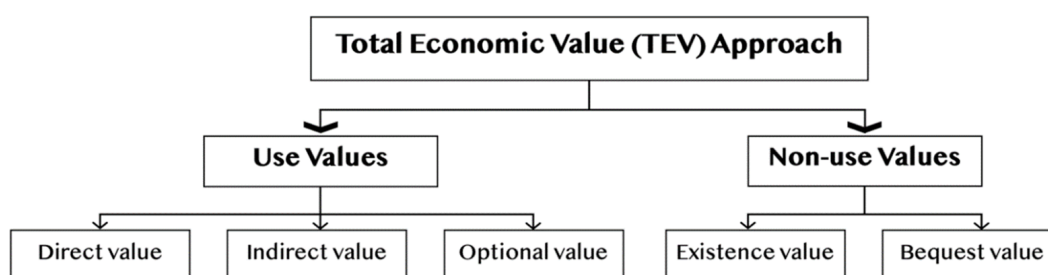 Total Economic Value (TEV) Approach
Use Values
Non-use Values
Direct value
Indirect value
Optional value
Existence value
Bequest value